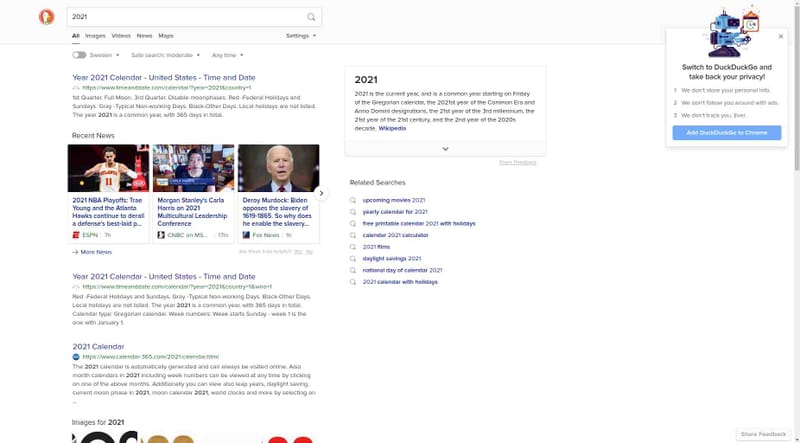 2021
All Images Videos News Maps Settings
Sweden Safe search: moderate Any time
Year 2021 Calendar - United States - Time and Date
https://www.timeanddate.com/calendar/?year=2021&country=1
1st Quarter. Full Moon. 3rd Quarter. Disable moonphases. Red -Federal Holidays and
Sundays. Gray -Typical Non-working Days. Black-Other Days. Local holidays are not listed.
The year 2021 is a common year, with 365 days in total.
Recent News
2021 NBA Playoffs: Trae
Young and the Atlanta
Hawks continue to derail
a defense's best-laid p...
ESPN 7h
Morgan Stanley's Carla
Harris on 2021
Multicultural Leadership
Conference
CNBC on MS... 17m
Deroy Murdock: Biden
opposes the slavery of
1619-1865. So why does
he enable the slavery...
Fox News 1h
More News
Are these links helpful? Yes No
Year 2021 Calendar - United States - Time and Date
https://www.timeanddate.com/calendar/?year=2021&country=1&wno=1
Red -Federal Holidays and Sundays. Gray -Typical Non-working Days. Black-Other Days.
Local holidays are not listed. The year 2021 is a common year, with 365 days in total.
Calendar type: Gregorian calendar. Week numbers: Week starts Sunday - week 1 is the
one with January 1.
2021 Calendar
https://www.calendar-365.com/2021-calendar.html
The 2021 calendar is automatically generated and can always be visited online. Also
month calendars in 2021 including week numbers can be viewed at any time by clicking
on one of the above months. Additionally you can view also leap years, daylight saving,
current moon phase in 2021, moon calendar 2021, world clocks and more by selecting an
...
Images for 2021
2021
2021 is the current year, and is a common year starting on Friday
of the Gregorian calendar, the 2021st year of the Common Era and
Anno Domini designations, the 21st year of the 3rd millennium, the
21st year of the 21st century, and the 2nd year of the 2020s
decade. Wikipedia
Share Feedback
Related Searches
upcoming movies 2021
yearly calendar for 2021
free printable calendar 2021 with holidays
calendar 2021 calculator
2021 films
daylight savings 2021
national day of calendar 2021
2021 calendar with holidays
Switch to DuckDuckGo and
take back your privacy!
1 We don't store your personal info.
2 We don't follow you around with ads.
3 We don't track you. Ever.
Add DuckDuckGo to Chrome
Share Feedback